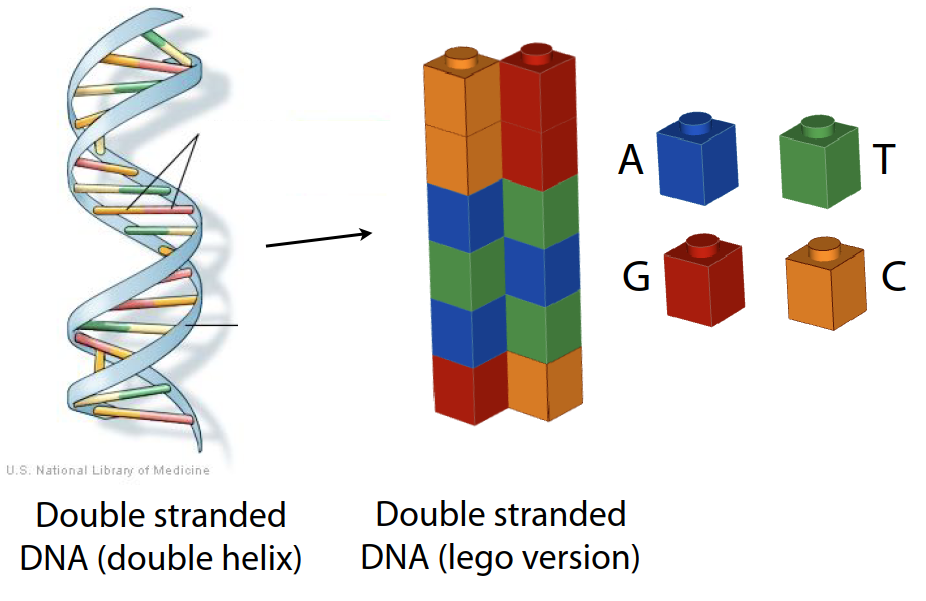 A
T
G
C
U.S. National Library of Medicine
Double stranded
DNA (double helix)
Double stranded
DNA (lego version)